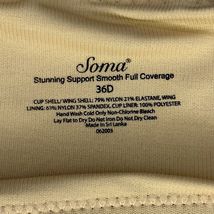 Soma®
Stunning Support Smooth Full Coverage
36D
CUP SHELL/ WING SHELL: 79% NYLON 21% ELASTANE, WING
LINING: 63% NYLON 37% SPANDEX. CUP LINER: 100% POLYESTER
Hand Wash Cold Only Non-Chlorine Bleach
Lay Flat to Dry Do Not Iron Do Not Dry Clean
Made In Sri Lanka
062003